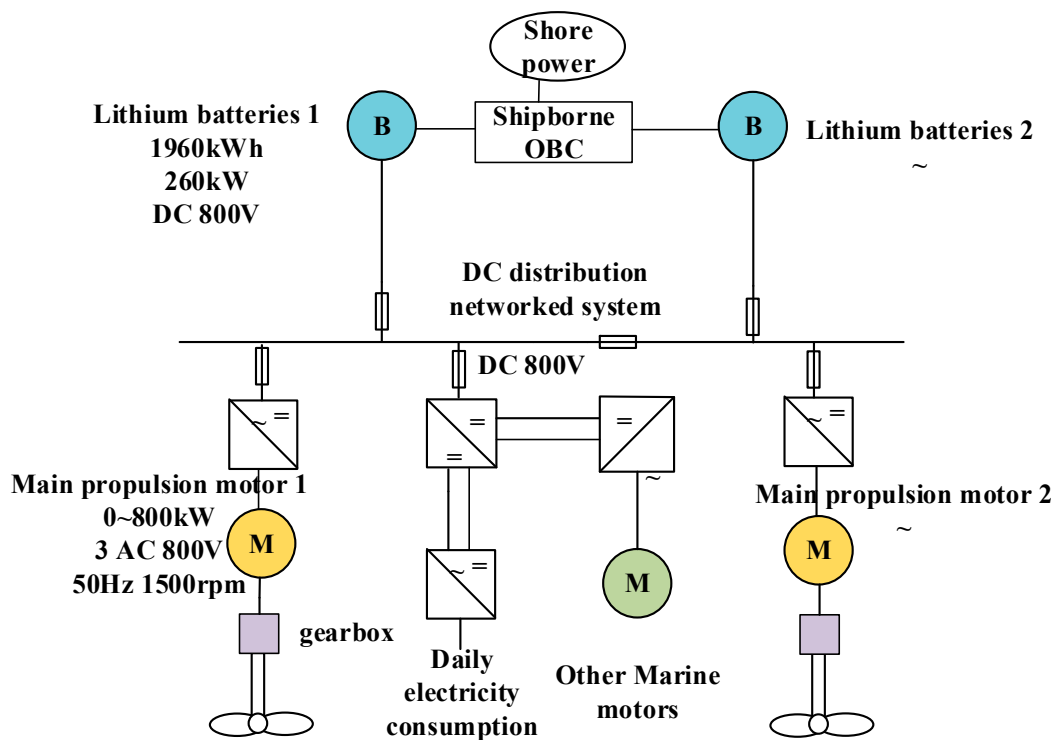 Shore
power
Lithium batteries 1
1960kWh
260kW
DC 800V
B
Shipborne
OBC
B
Lithium batteries 2
~
DC distribution
networked system
DC 800V
~ =
= =
=
~
~ =
Main propulsion motor 1
0~800kW
3 AC 800V
50Hz 1500rpm
M
~ =
M
Main propulsion motor 2
~
M
gearbox
Daily
electricity
consumption
Other Marine
motors